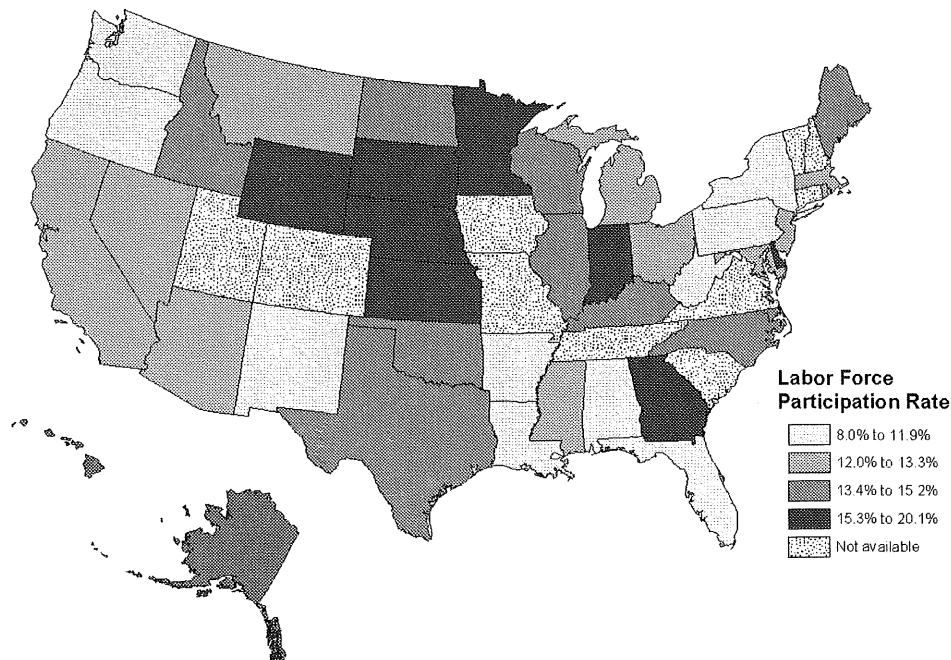 Labor Force
Participation Rate
8.0% to 11.9%
12.0% to 13.3%
13.4% to 15 2%
15.3% to 20.1%
Not available